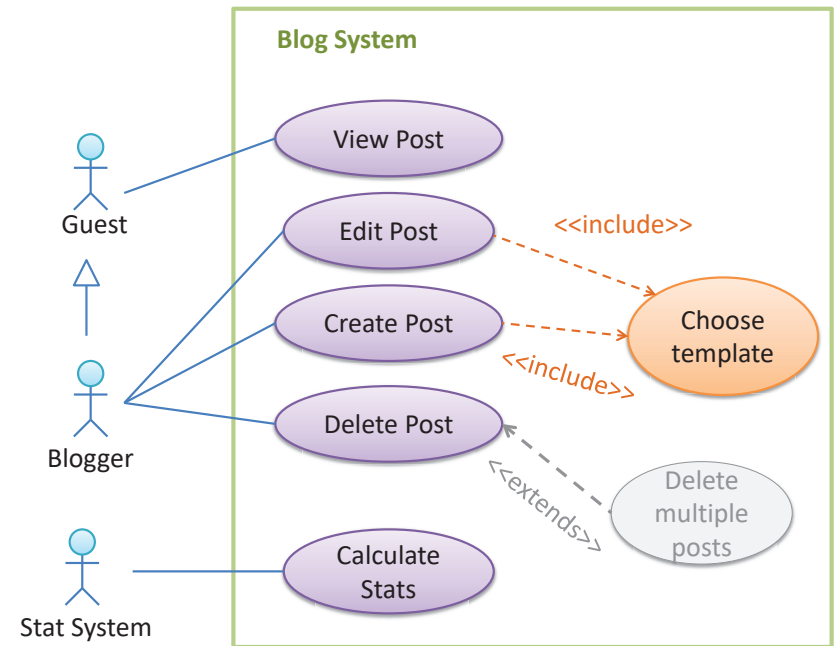 Blog System
View Post
Guest
Edit Post
<<include>>
Create Post
Choose
template
<<include>>
Blogger
Delete Post
<<extends>>
Delete
multiple
posts
Calculate
Stats
Stat System